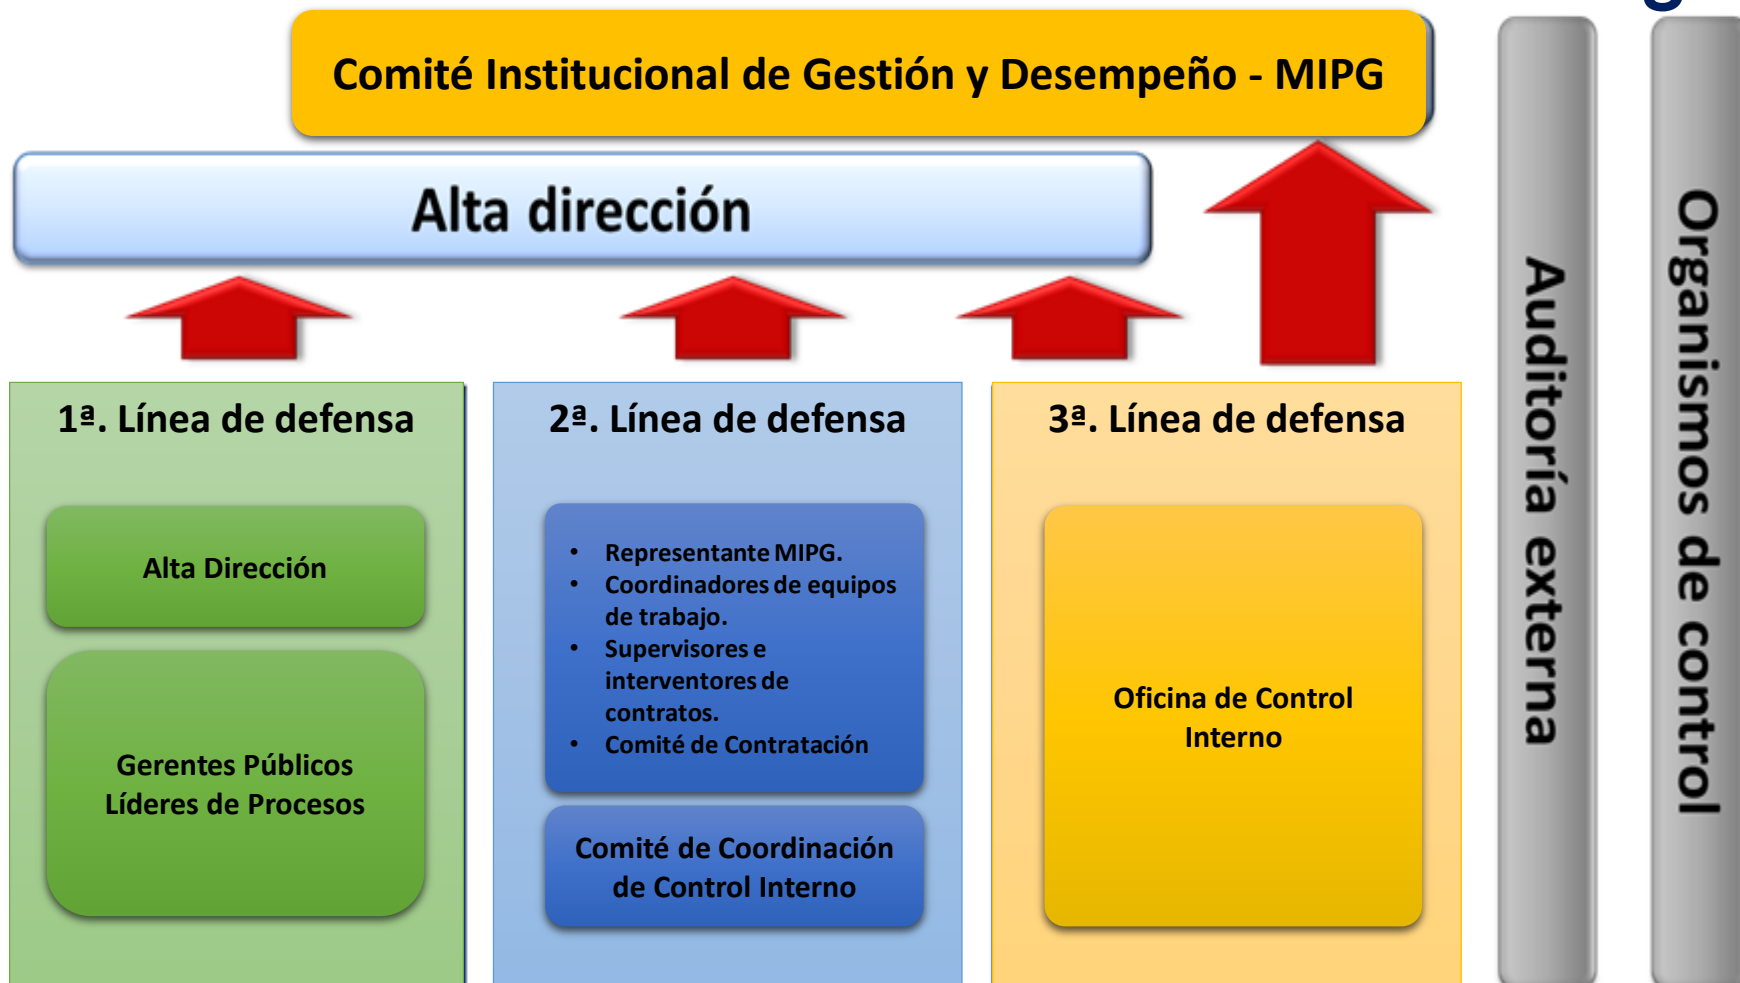 Comité Institucional de Gestión y Desempeño - MIPG
Alta dirección
1ª. Línea de defensa
Alta Dirección
Gerentes Públicos
Líderes de Procesos
2ª. Línea de defensa
• Representante MIPG.
• Coordinadores de equipos
de trabajo.
• Supervisores e
interventores de
contratos.
• Comité de Contratación
Comité de Coordinación
de Control Interno
3ª. Línea de defensa
Oficina de Control
Interno
Auditoría externa
Organismos de control